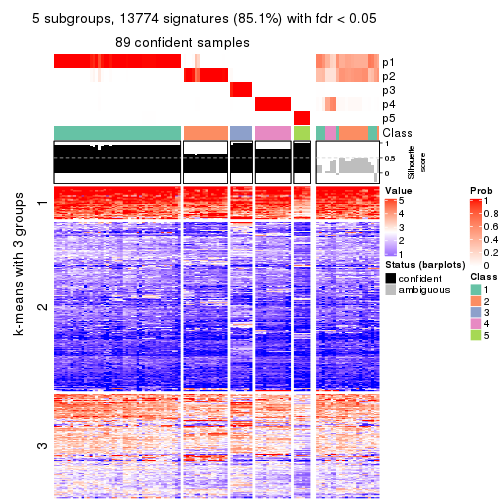 5 subgroups, 13774 signatures (85.1%) with fdr < 0.05
89 confident samples
p1
p2
p3
p4
p5
Class
1
0.5
0
Silhouette
score
k-means with 3 groups
1
2
3
Value
5
4
3
2
1
Status (barplots)
confident
ambiguous
Prob
1
0.8
0.6
0.4
0.2
0
Class
1
2
3
4
5